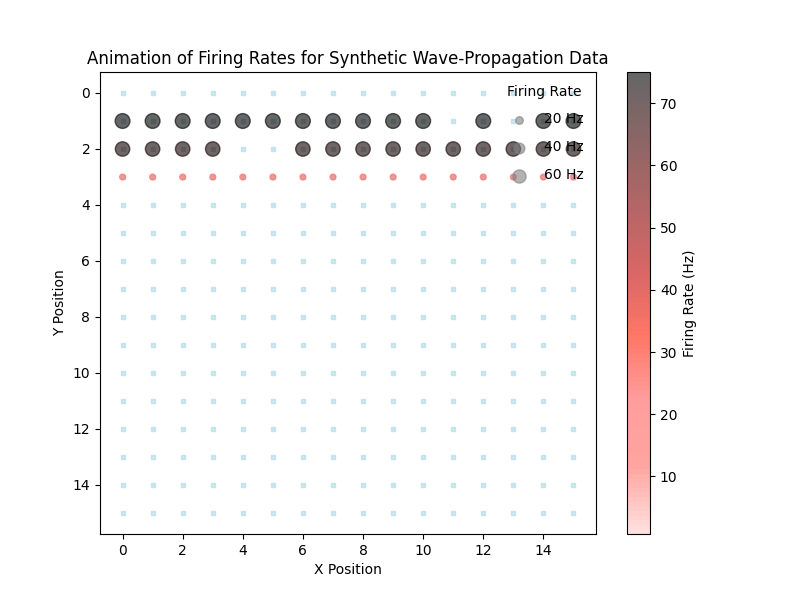 Animation of Firing Rates for Synthetic Wave-Propagation Data
Firing Rate
20 Hz
40 Hz
60 Hz
0
2
4
6
8
10
12
14
Y Position
0 2 4 6 8 10 12 14
X Position
70
60
50
40
30
20
10
Firing Rate (Hz)